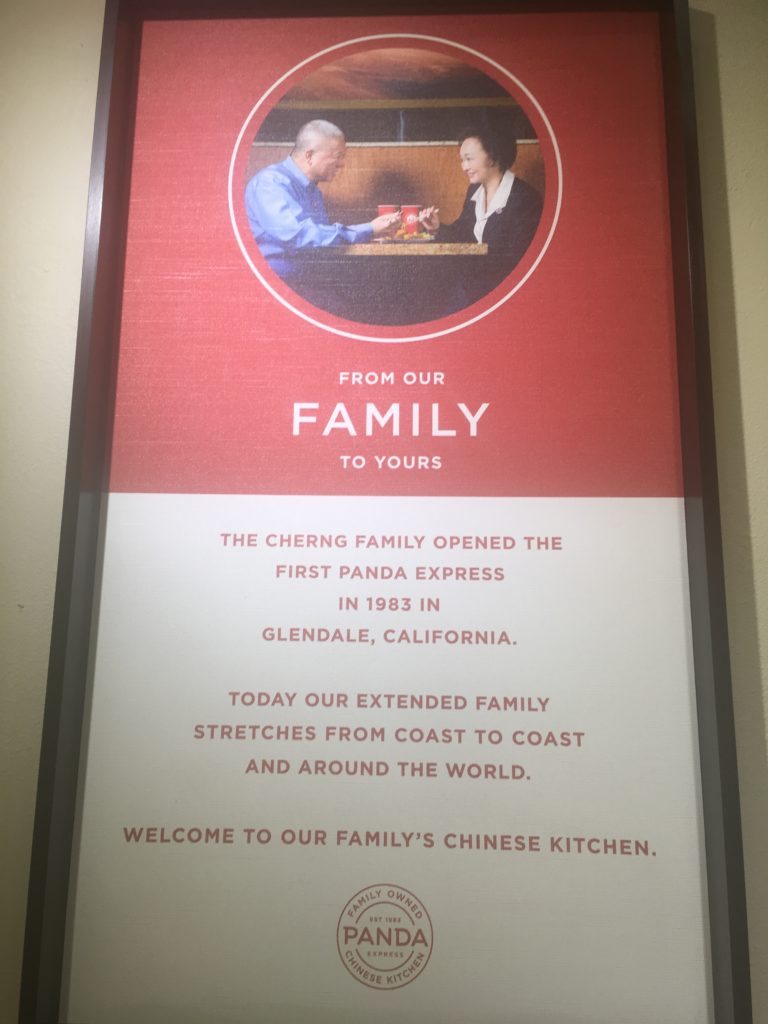 FROM OUR
FAMILY
TO YOURS
THE CHERNG FAMILY OPENED THE
FIRST PANDA EXPRESS
IN 1983 IN
GLENDALE, CALIFORNIA.
TODAY OUR EXTENDED FAMILY
STRETCHES FROM COAST TO COAST
AND AROUND THE WORLD.
WELCOME TO OUR FAMILY'S CHINESE KITCHEN.
FAMILY OWNED
EST 1983
PANDA
EXPRESS
CHINESE KITCHEN